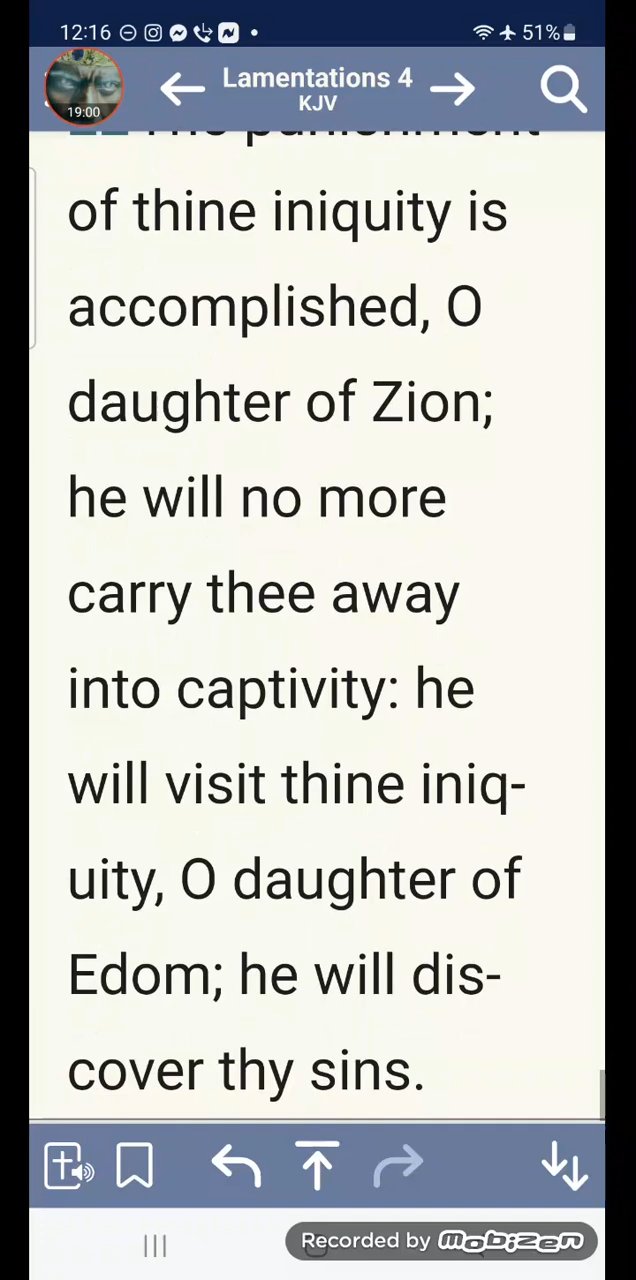 12:16 51%
19:00
Lamentations 4
KJV
The punishment
of thine iniquity is
accomplished, O
daughter of Zion;
he will no more
carry thee away
into captivity: he
will visit thine iniq-
uity, O daughter of
Edom; he will dis-
cover thy sins.
Recorded by mobizen